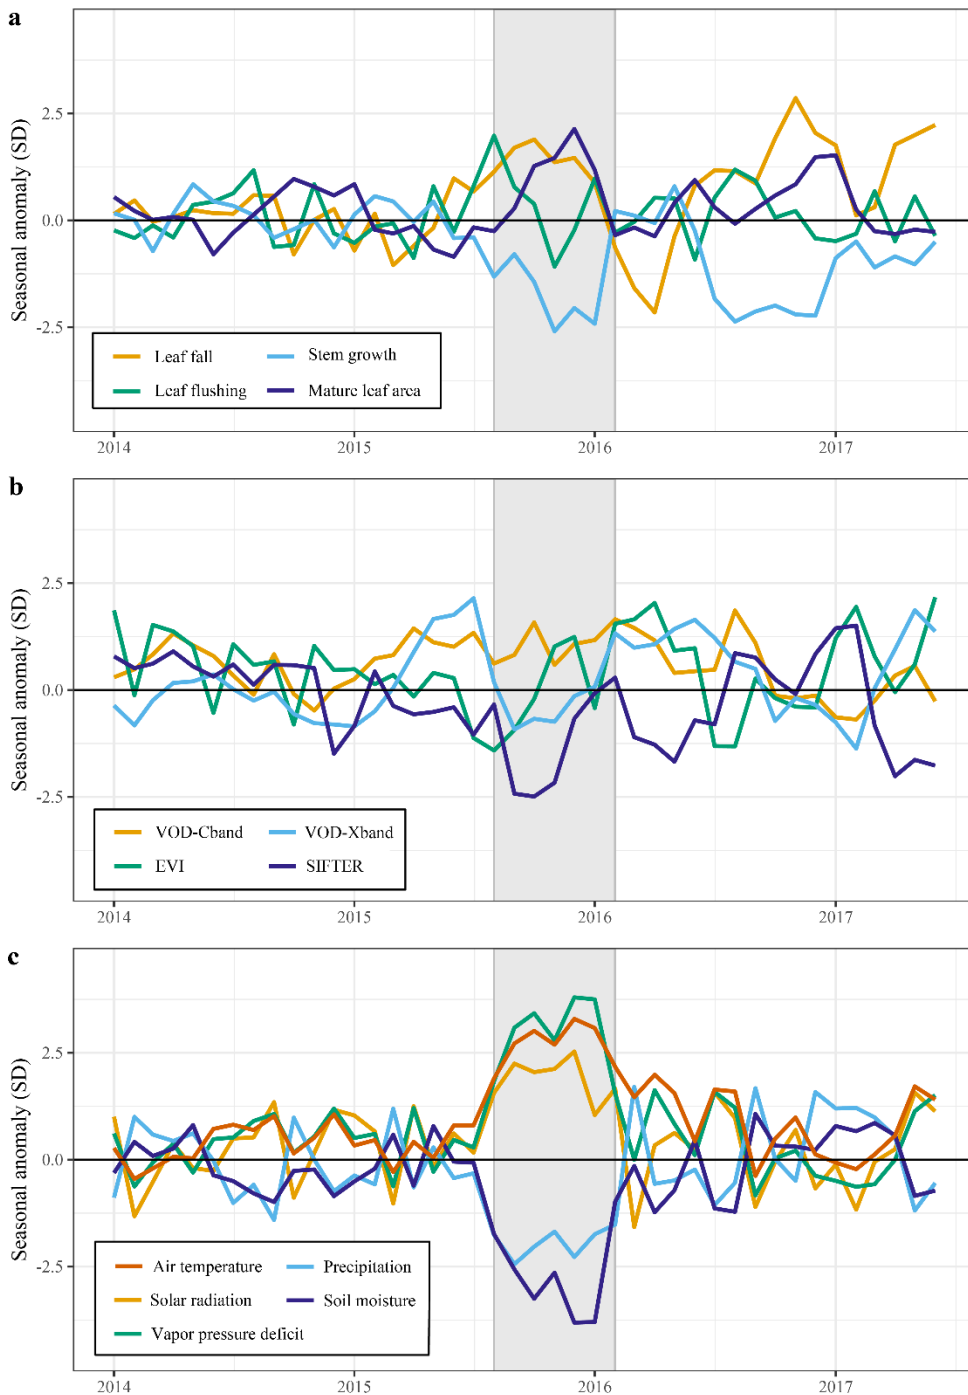 a
Seasonal anomaly (SD)
2.5
0.0
-2.5
Leaf fall
Stem growth
Leaf flushing
Mature leaf area
2014
2015
2016
2017
b
Seasonal anomaly (SD)
2.5
0.0
-2.5
VOD-Cband
VOD-Xband
EVI
SIFTER
2014
2015
2016
2017
c
Seasonal anomaly (SD)
2.5
0.0
-2.5
Air temperature
Precipitation
Solar radiation
Soil moisture
Vapor pressure deficit
2014
2015
2016
2017